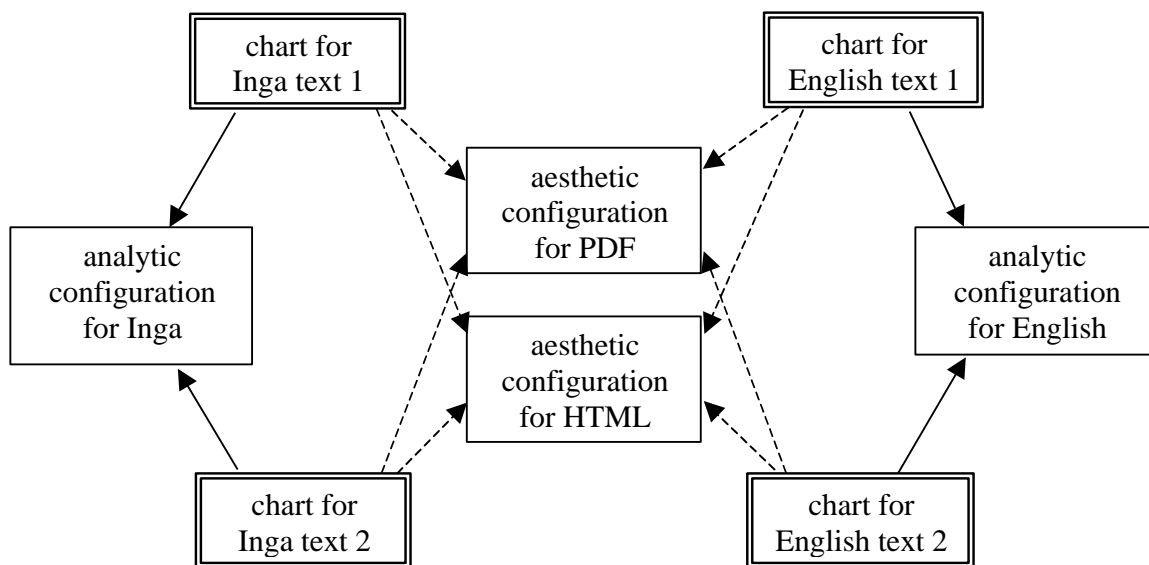 chart for
Inga text 1
chart for
English text 1
aesthetic
configuration
for PDF
analytic
configuration
for Inga
analytic
configuration
for English
aesthetic
configuration
for HTML
chart for
Inga text 2
chart for
English text 2